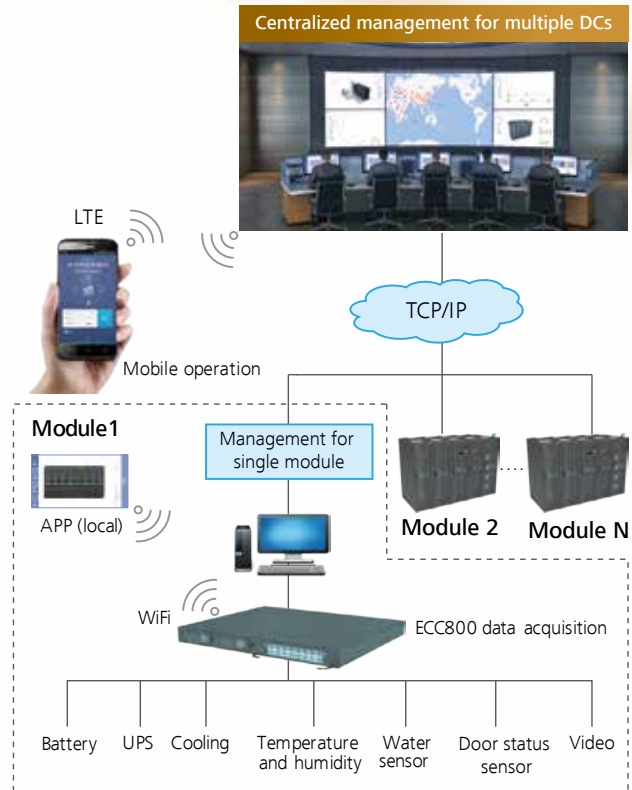 Centralized management for multiple DCs
LTE
TCP/IP
Mobile operation
Module1
Management for
single module
APP (local)
....
Module 2
Module N
WiFi
ECC800 data acquisition
Battery
UPS
Cooling
Temperature
and humidity
Water
sensor
Door status
sensor
Video